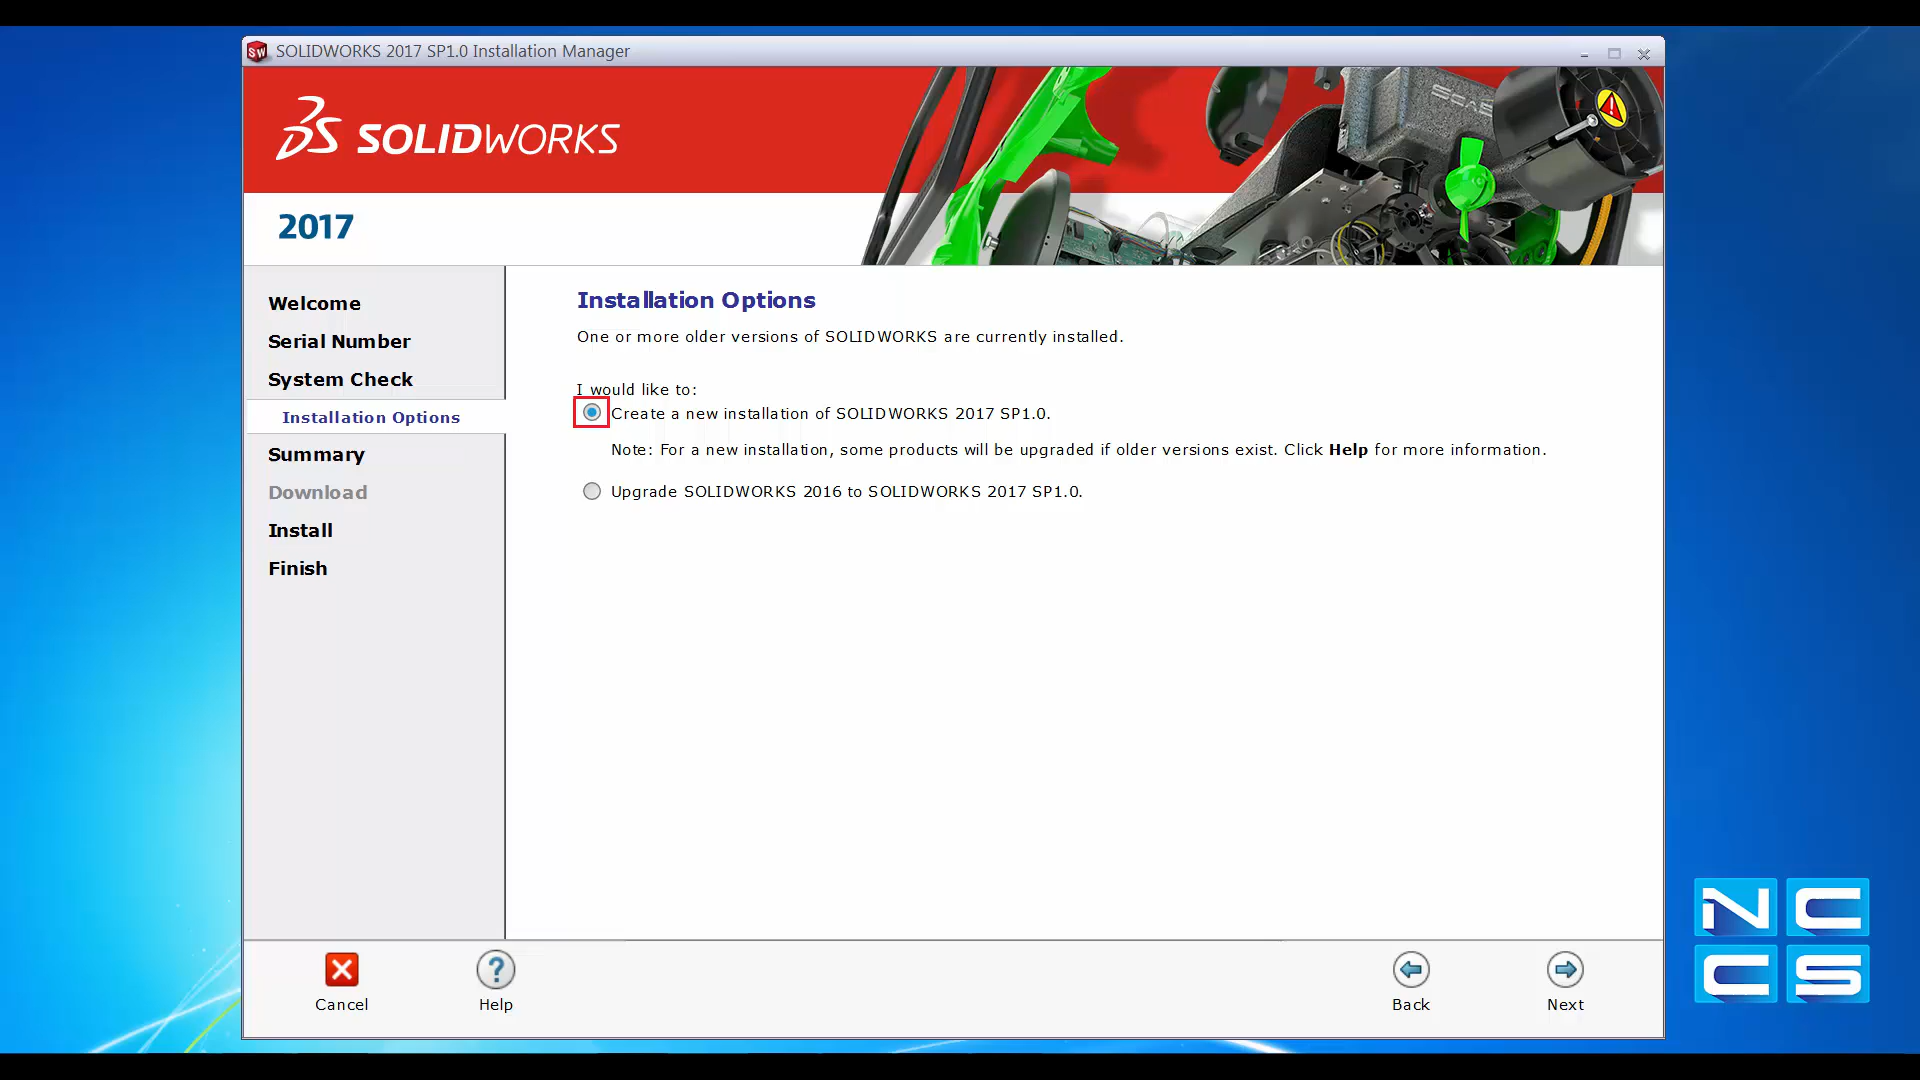 SOLIDWORKS 2017 SP1.0 Installation Manager
SOLIDWORKS
2017
Welcome
Serial Number
System Check
Installation Options
Summary
Download
Install
Finish
Installation Options
One or more older versions of SOLIDWORKS are currently installed.
I would like to:
Create a new installation of SOLIDWORKS 2017 SP1.0.
Note: For a new installation, some products will be upgraded if older versions exist. Click Help for more information.
Upgrade SOLIDWORKS 2016 to SOLIDWORKS 2017 SP1.0.
Cancel
Help
Back
Next
NC
CS